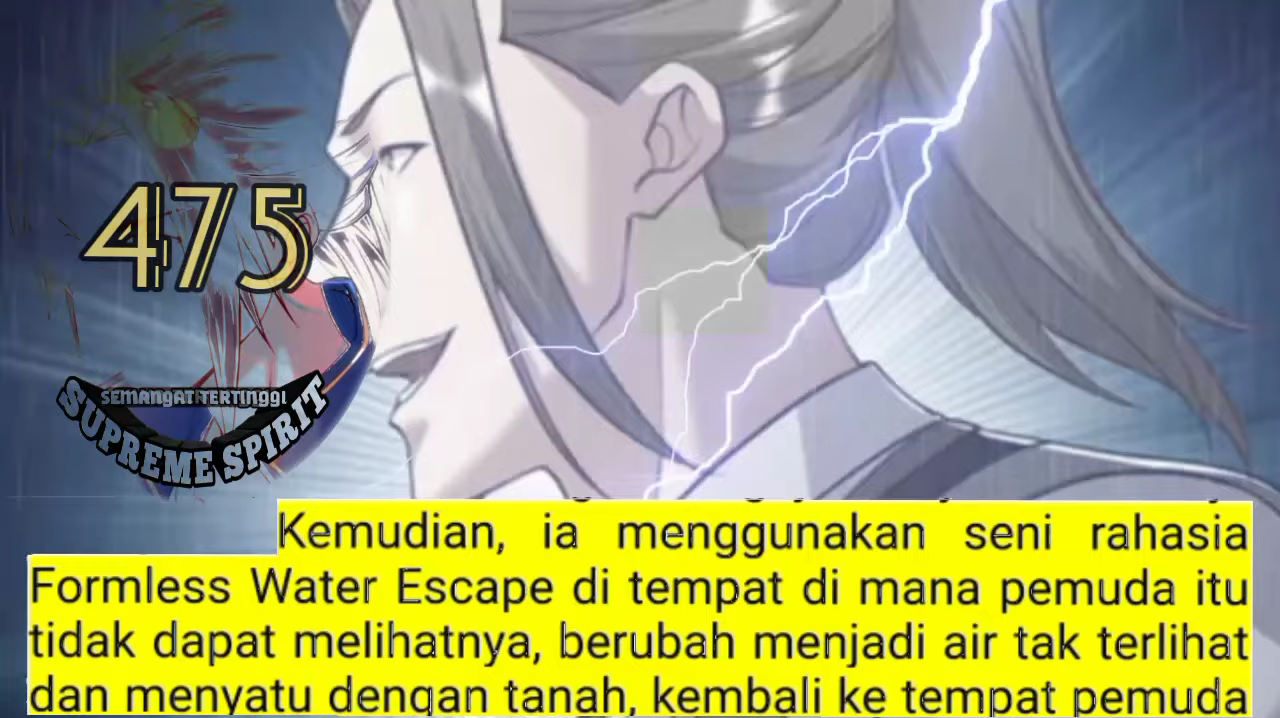 475
SEMANGAT TERTINGGI
SUPREME SPIRIT
Kemudian, ia menggunakan seni rahasia
Formless Water Escape di tempat di mana pemuda itu
tidak dapat melihatnya, berubah menjadi air tak terlihat
dan menyatu dengan tanah, kembali ke tempat pemuda